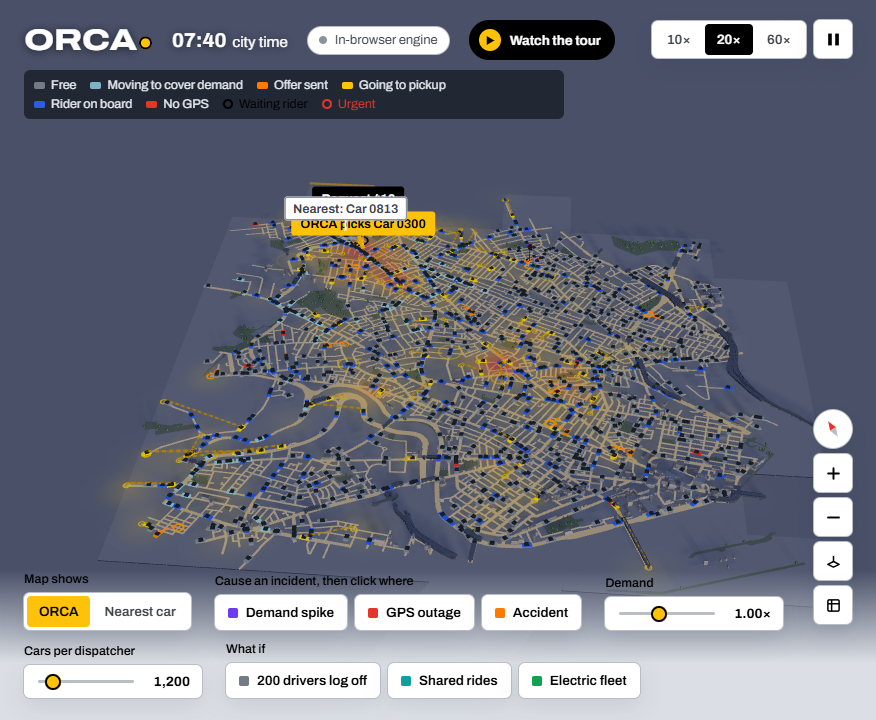 ORCA
07:40 city time
In-browser engine
Watch the tour
10×
20×
60×
Free
Moving to cover demand
Offer sent
Going to pickup
Rider on board
No GPS
Waiting rider
Urgent
Nearest: Car 0813
ORCA picks Car 0300
Map shows
ORCA
Nearest car
Cause an incident, then click where
Demand spike
GPS outage
Accident
Demand
1.00×
Cars per dispatcher
1,200
What if
200 drivers log off
Shared rides
Electric fleet